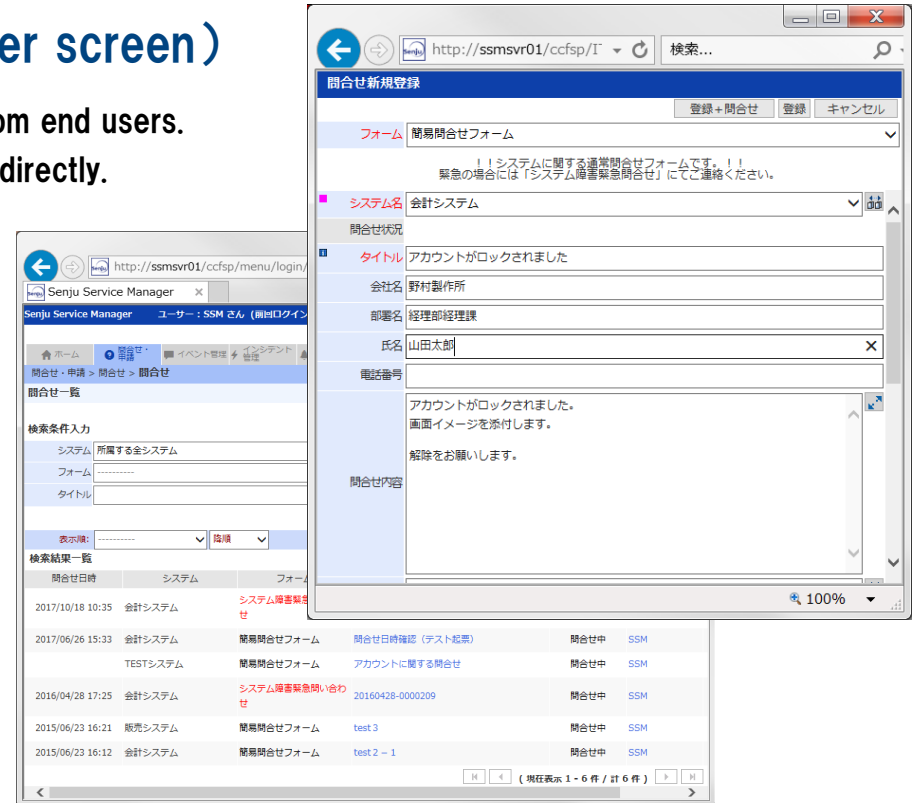 er screen）
om end users.
directly.
http://ssmsvr01/ccfsp/I
検索...
問合せ新規登録
登録+問合せ 登録 キャンセル
フォーム 簡易問合せフォーム
！！システムに関する通常問合せフォームです。！！
緊急の場合には「システム障害緊急問合せ」にてご連絡ください。
システム名 会計システム
問合せ状況
タイトル アカウントがロックされました
会社名 野村製作所
部署名 経理部経理課
氏名 山田太郎
電話番号
問合せ内容
アカウントがロックされました。
画面イメージを添付します。
解除をお願いします。
100%
http://ssmsvr01/ccfsp/menu/login/
Senju Service Manager
Senju Service Manager ユーサー：SSM さん (前回ログイン
ホーム 問合せ・申請 イベント管理 インシデント管理
問合せ・申請 > 問合せ > 問合せ
問合せ一覧
検索条件入力
システム 所属する全システム
フォーム ----------
タイトル
表示順: ---------- 降順
検索結果一覧
問合せ日時 システム フォーム
2017/10/18 10:35 会計システム システム障害緊急
せ
2017/06/26 15:33 会計システム 簡易問合せフォーム 問合せ日時確認（テスト起票） 問合せ中 SSM
TESTシステム 簡易問合せフォーム アカウントに関する問合せ 問合せ中 SSM
2016/04/28 17:25 会計システム システム障害緊急問い合わせ 20160428-0000209 問合せ中 SSM
2015/06/23 16:21 販売システム 簡易問合せフォーム test 3 問合せ中 SSM
2015/06/23 16:12 会計システム 簡易問合せフォーム test 2 − 1 問合せ中 SSM
( 現在表示 1 - 6 件 / 計 6 件 )